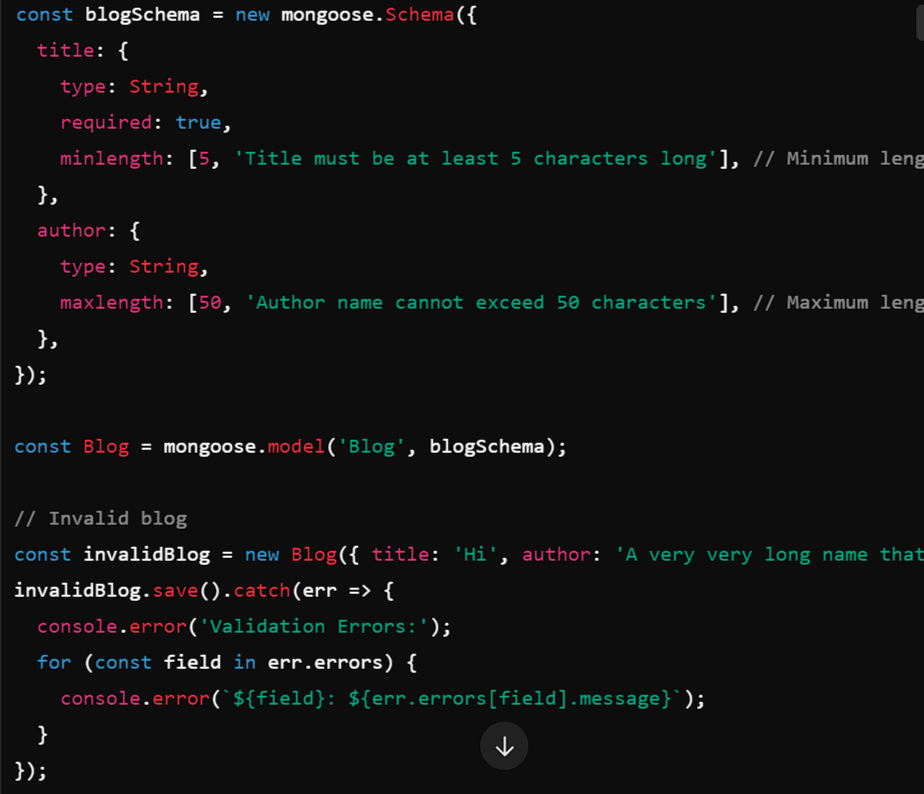 const blogSchema = new mongoose.Schema({
  title: {
    type: String,
    required: true,
    minlength: [5, 'Title must be at least 5 characters long'], // Minimum leng
  },
  author: {
    type: String,
    maxlength: [50, 'Author name cannot exceed 50 characters'], // Maximum leng
  },
});

const Blog = mongoose.model('Blog', blogSchema);

// Invalid blog
const invalidBlog = new Blog({ title: 'Hi', author: 'A very very long name that
invalidBlog.save().catch(err => {
  console.error('Validation Errors:');
  for (const field in err.errors) {
    console.error(`${field}: ${err.errors[field].message}`);
  }
});